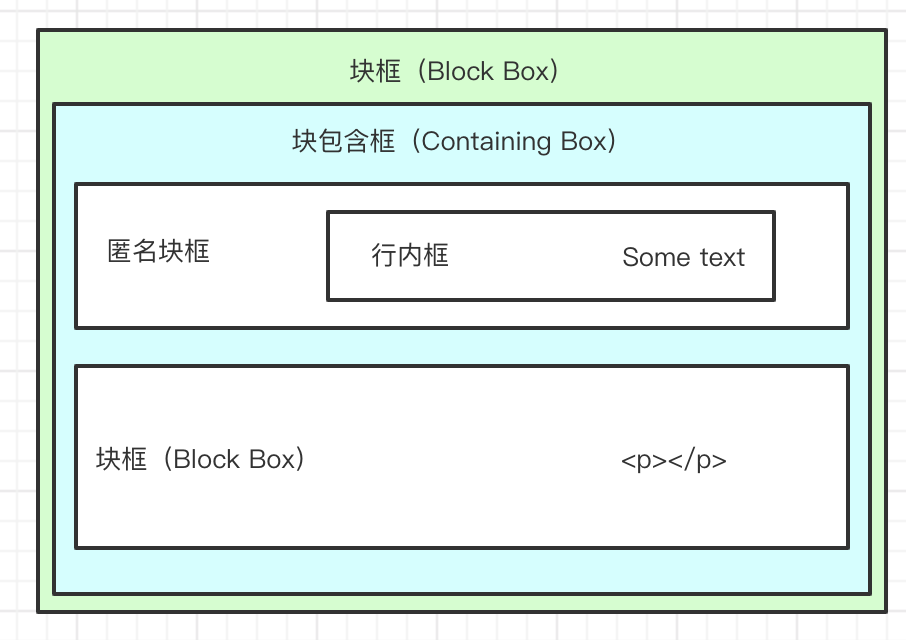 块框（Block Box）
块包含框（Containing Box）
匿名块框
行内框
Some text
块框（Block Box）
<p></p>